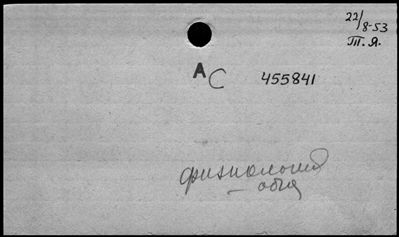 22/8-53
Т. Я.
АС 455841
физиология
— общ